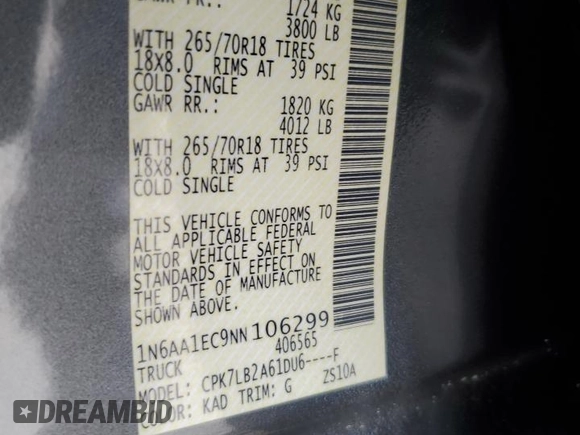 GAWR FR.: 1724 KG
3800 LB
WITH 265/70R18 TIRES
18X8.0 RIMS AT 39 PSI
COLD SINGLE
GAWR RR.: 1820 KG
4012 LB
WITH 265/70R18 TIRES
18X8.0 RIMS AT 39 PSI
COLD SINGLE
THIS VEHICLE CONFORMS TO
ALL APPLICABLE FEDERAL
MOTOR VEHICLE SAFETY
STANDARDS IN EFFECT ON
THE DATE OF MANUFACTURE
SHOWN ABOVE.
1N6AA1EC9NN106299
TRUCK 406565
MODEL: CPK7LB2A61DU6----F
COLOR: KAD TRIM: G ZS10A
DREAMBID